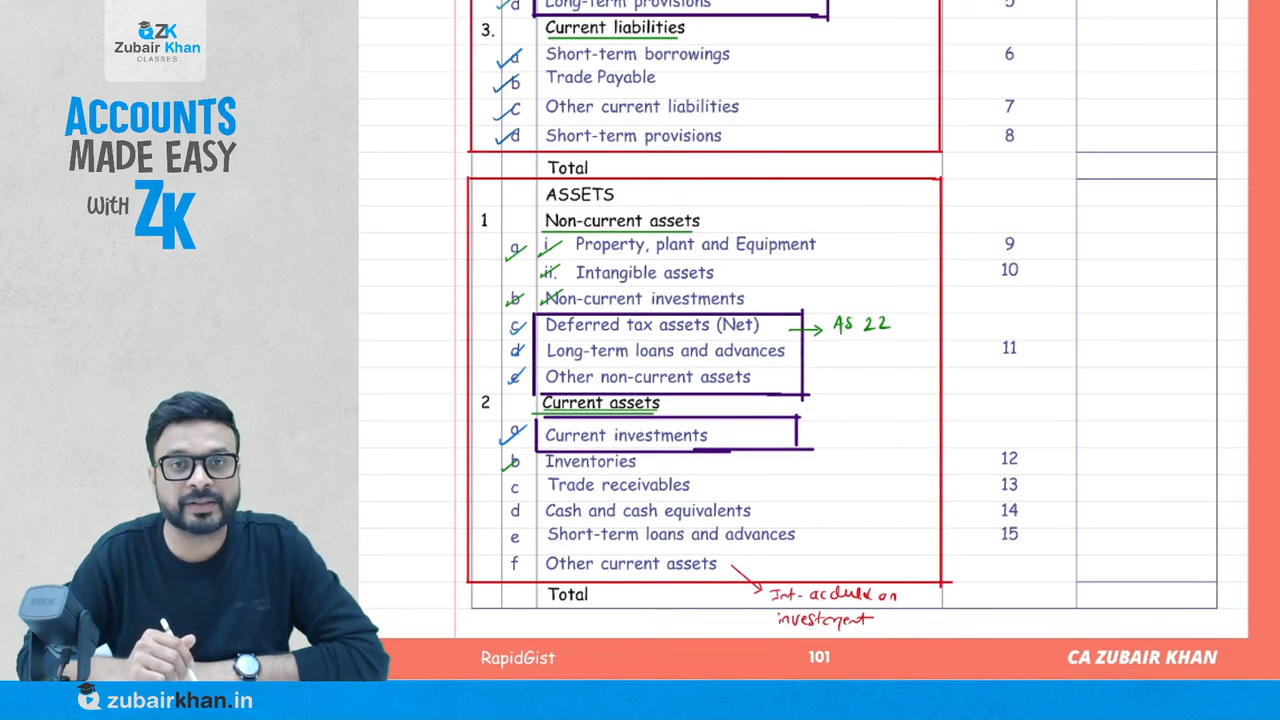 ZK
Zubair Khan
CLASSES
ACCOUNTS
MADE EASY
WITH ZK
d Long-term provisions 5
3. Current liabilities
a Short-term borrowings 6
b Trade Payable
c Other current liabilities 7
d Short-term provisions 8
Total
ASSETS
1 Non-current assets
a i. Property, plant and Equipment 9
ii. Intangible assets 10
b Non-current investments
c Deferred tax assets (Net) AS 22
d Long-term loans and advances 11
e Other non-current assets
2 Current assets
a Current investments
b Inventories 12
c Trade receivables 13
d Cash and cash equivalents 14
e Short-term loans and advances 15
f Other current assets
Total Int- on
investment
RapidGist 101 CA ZUBAIR KHAN
zubairkhan.in